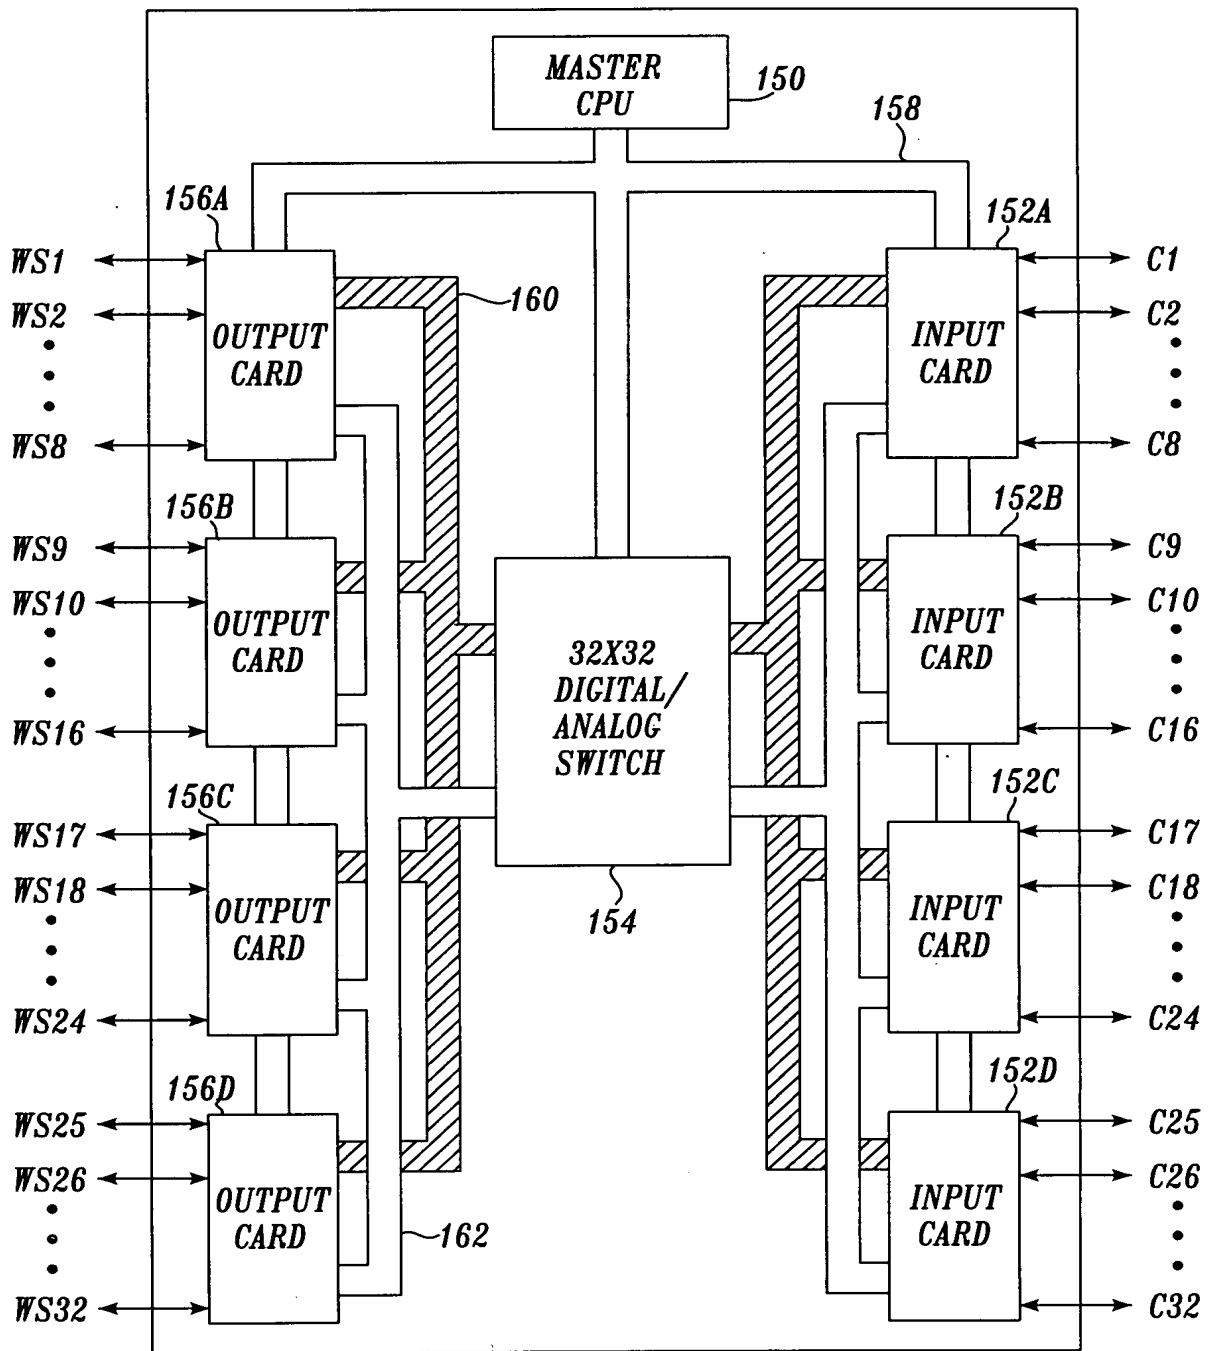 MASTER
CPU
150
158
156A
152A
WS1
C1
160
WS2
C2
OUTPUT
CARD
INPUT
CARD
WS8
C8
156B
152B
WS9
C9
WS10
C10
OUTPUT
CARD
INPUT
CARD
32X32
DIGITAL/
ANALOG
SWITCH
WS16
C16
156C
152C
WS17
C17
WS18
C18
154
OUTPUT
CARD
INPUT
CARD
WS24
C24
156D
152D
WS25
C25
WS26
C26
OUTPUT
CARD
INPUT
CARD
162
WS32
C32